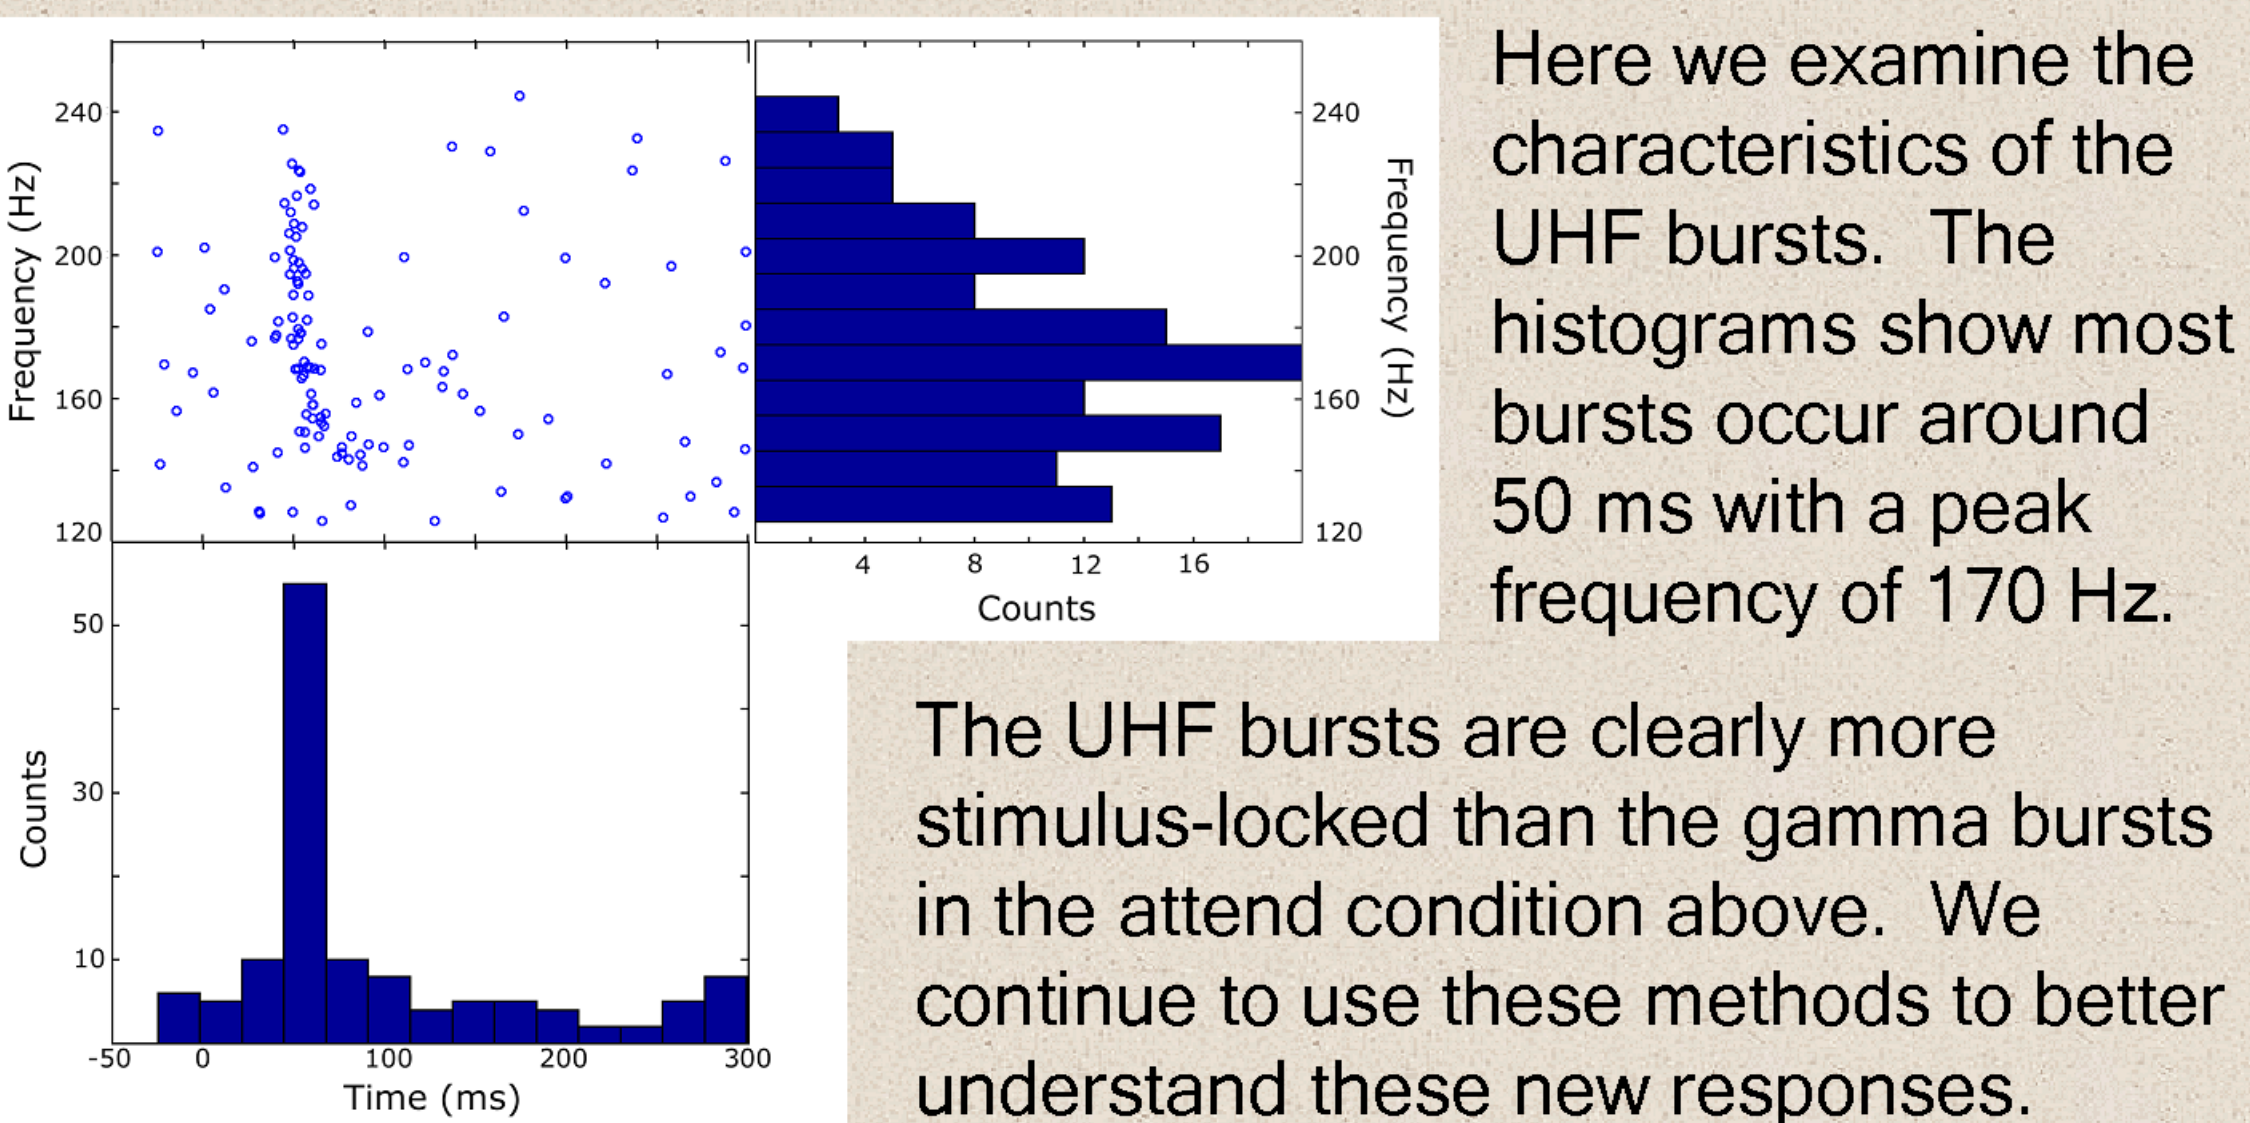 240
200
160
120
Frequency (Hz)
240
200
160
120
Frequency (Hz)
4 8 12 16
Counts
50
30
10
Counts
-50 0 100 200 300
Time (ms)
Here we examine the
characteristics of the
UHF bursts. The
histograms show most
bursts occur around
50 ms with a peak
frequency of 170 Hz.
The UHF bursts are clearly more
stimulus-locked than the gamma bursts
in the attend condition above. We
continue to use these methods to better
understand these new responses.